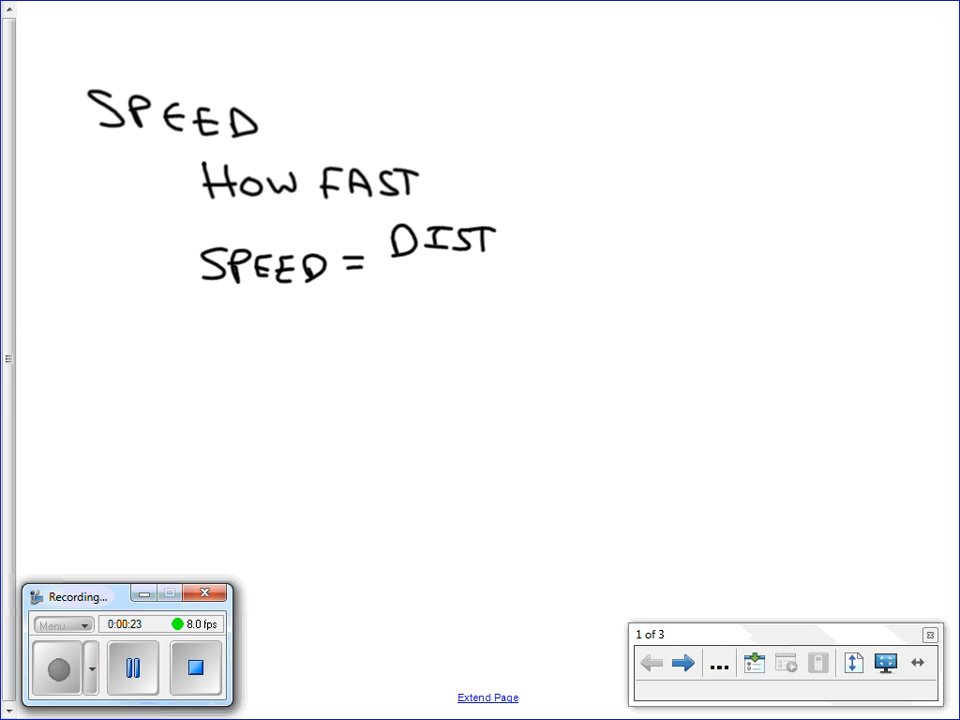 SPEED
HOW FAST
SPEED = DIST
Recording...
Menu
0:00:23
8.0 fps
1 of 3
...
Extend Page